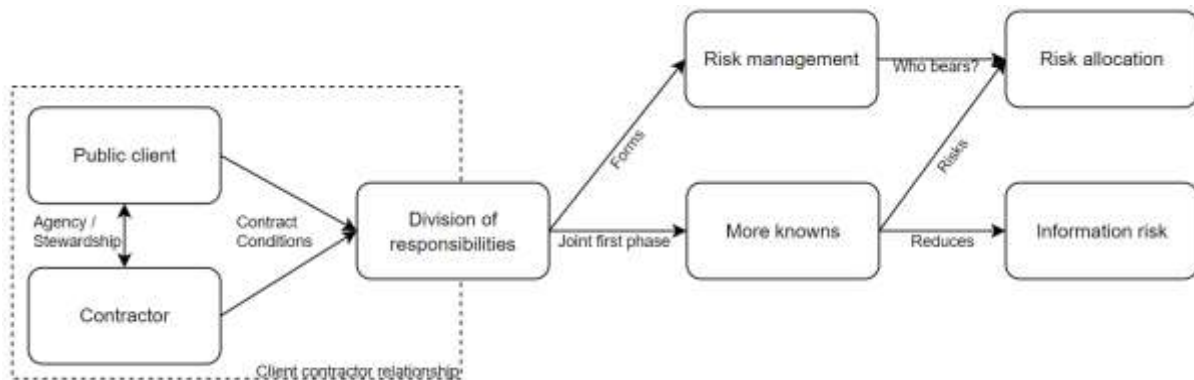 Risk management
Who bears?
Risk allocation
Public client
Forms
Risks
Agency /
Stewardship
Contract
Conditions
Division of
responsibilities
Joint first phase
More knowns
Reduces
Information risk
Contractor
Client contractor relationship